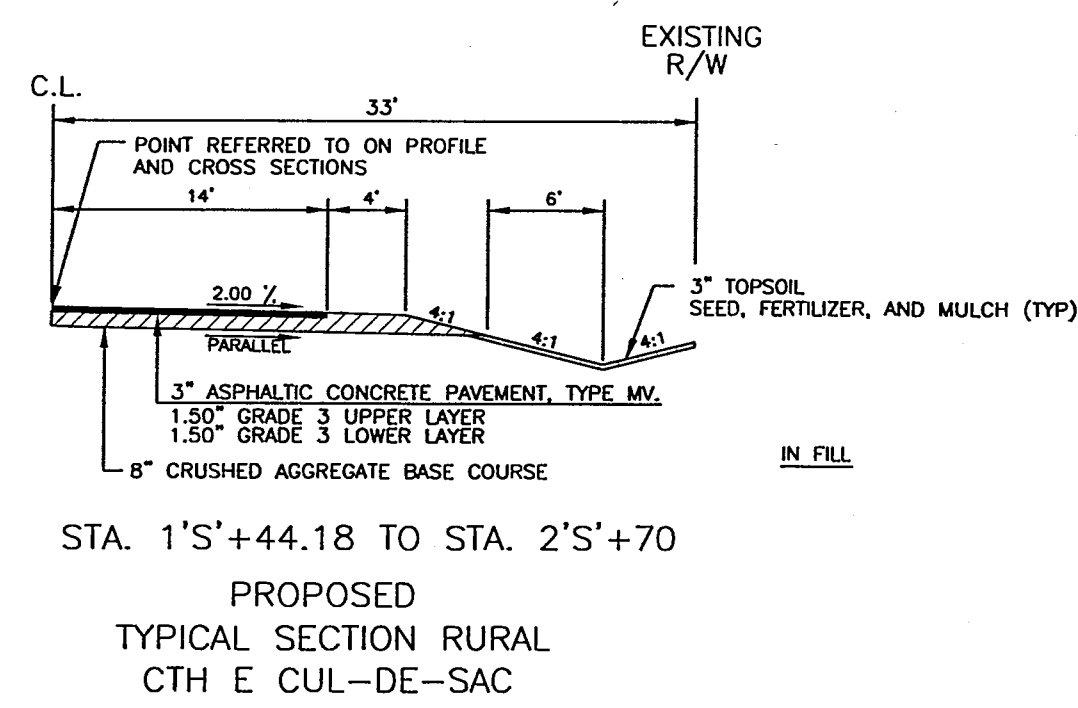 EXISTING
R/W
C.L.
33'
POINT REFERRED TO ON PROFILE
AND CROSS SECTIONS
14'
4'
6'
3" TOPSOIL
SEED, FERTILIZER, AND MULCH (TYP)
2.00 %
4:1
4:1
4:1
PARALLEL
3" ASPHALTIC CONCRETE PAVEMENT, TYPE MV.
1.50" GRADE 3 UPPER LAYER
1.50" GRADE 3 LOWER LAYER
8" CRUSHED AGGREGATE BASE COURSE
IN FILL
STA. 1'S'+44.18 TO STA. 2'S'+70
PROPOSED
TYPICAL SECTION RURAL
CTH E CUL-DE-SAC